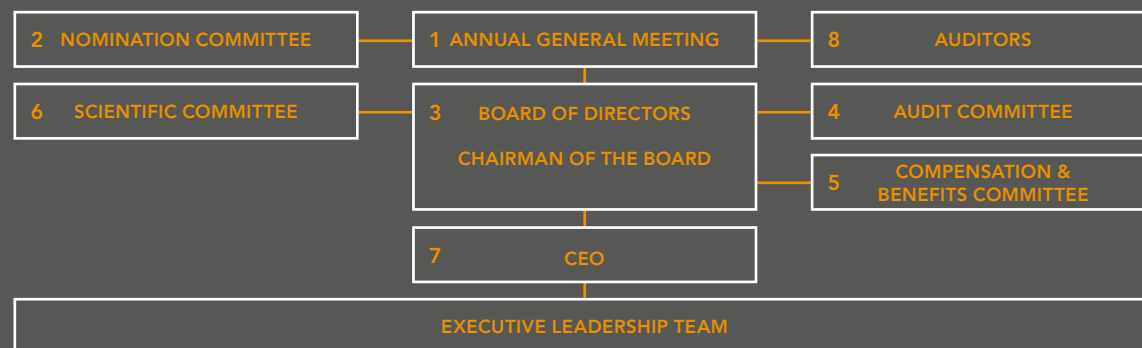 2 NOMINATION COMMITTEE
1 ANNUAL GENERAL MEETING
8 AUDITORS
6 SCIENTIFIC COMMITTEE
3 BOARD OF DIRECTORS
CHAIRMAN OF THE BOARD
4 AUDIT COMMITTEE
5 COMPENSATION &
BENEFITS COMMITTEE
7 CEO
EXECUTIVE LEADERSHIP TEAM